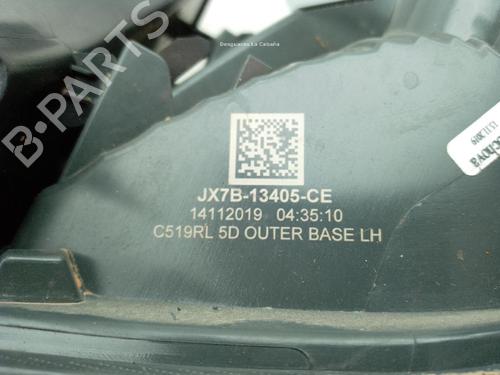 Desguaces La Cabaña
B-PARTS
JX7B-13405-CE
14112019 04:35:10
C519RL 5D OUTER BASE LH